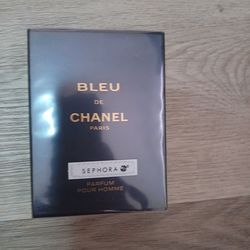 BLEU
DE
CHANEL
PARIS
SEPHORA
PARFUM
POUR HOMME